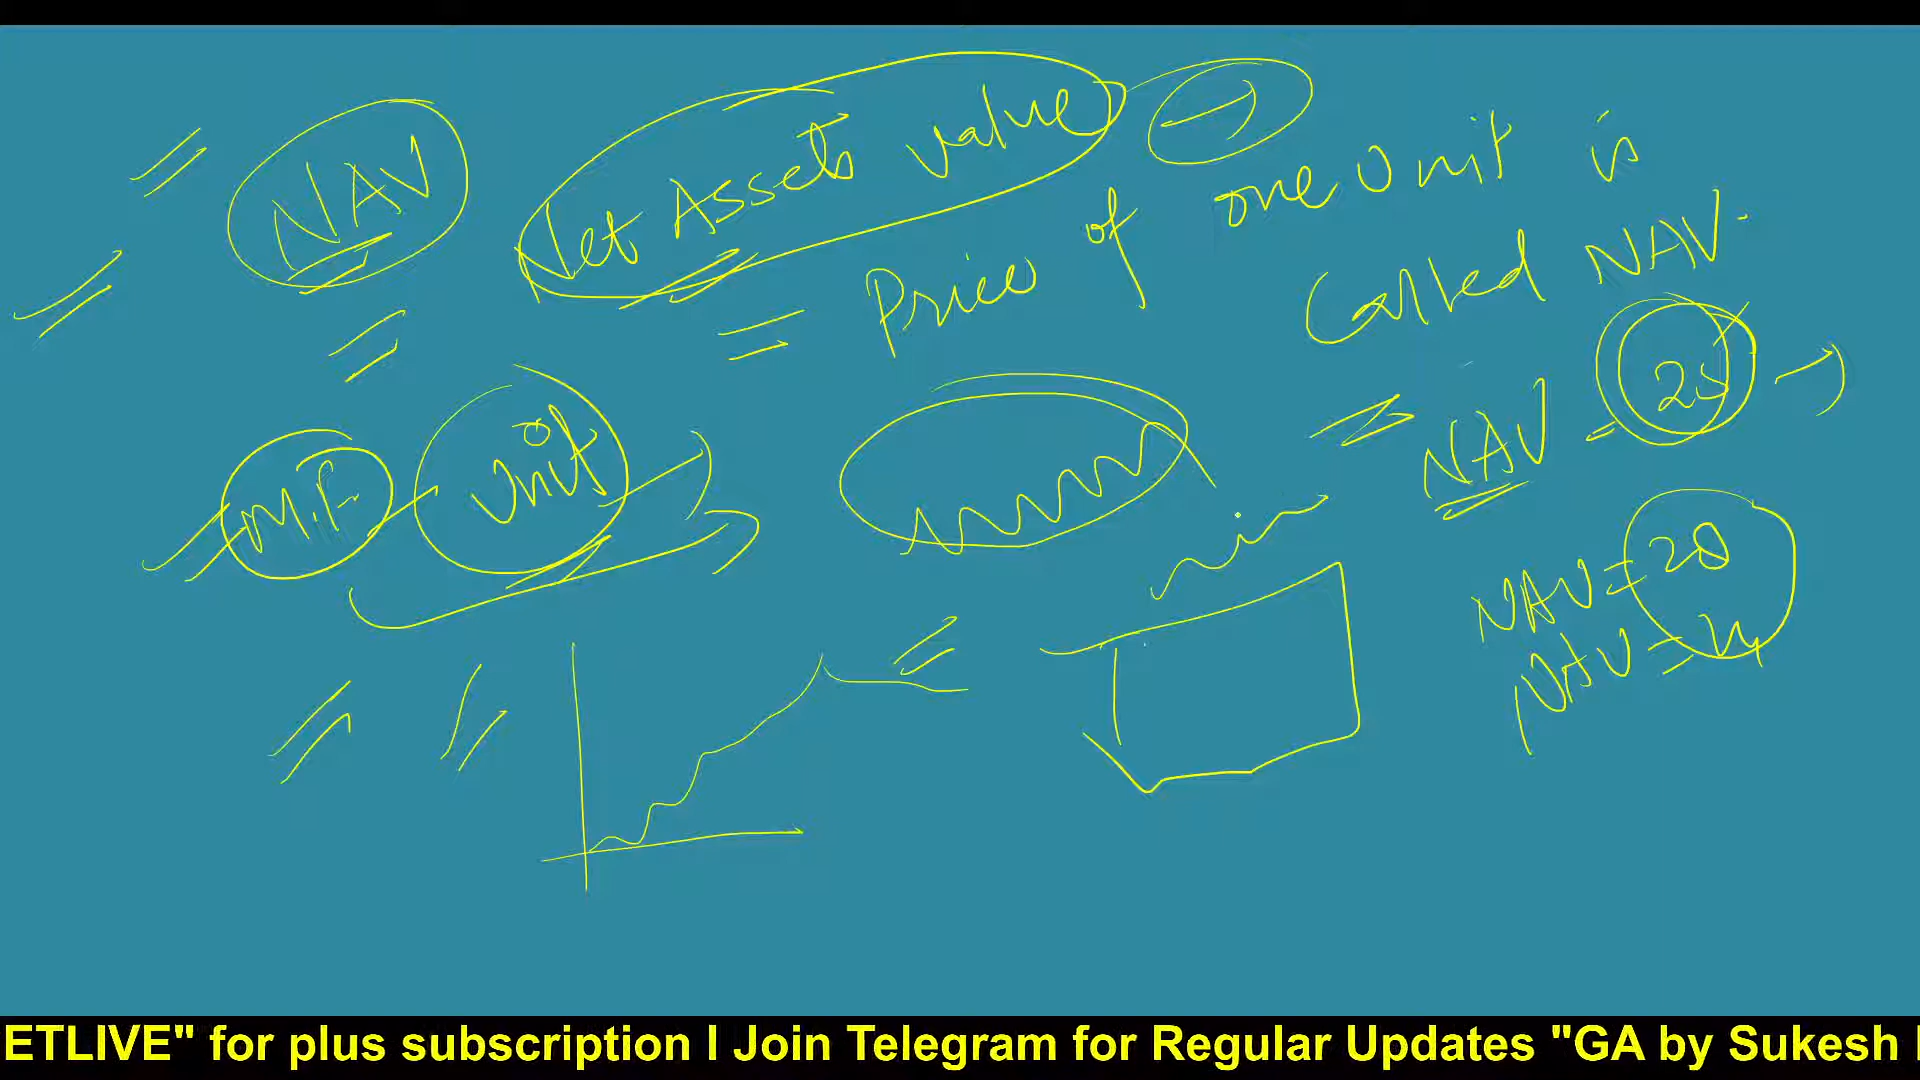 NAV Net Assets value
= Price of one Unit is
Called NAV.
M.F. Unit
NAV = 25
NAV = 28
NAV = 24
ETLIVE" for plus subscription I Join Telegram for Regular Updates "GA by Sukesh